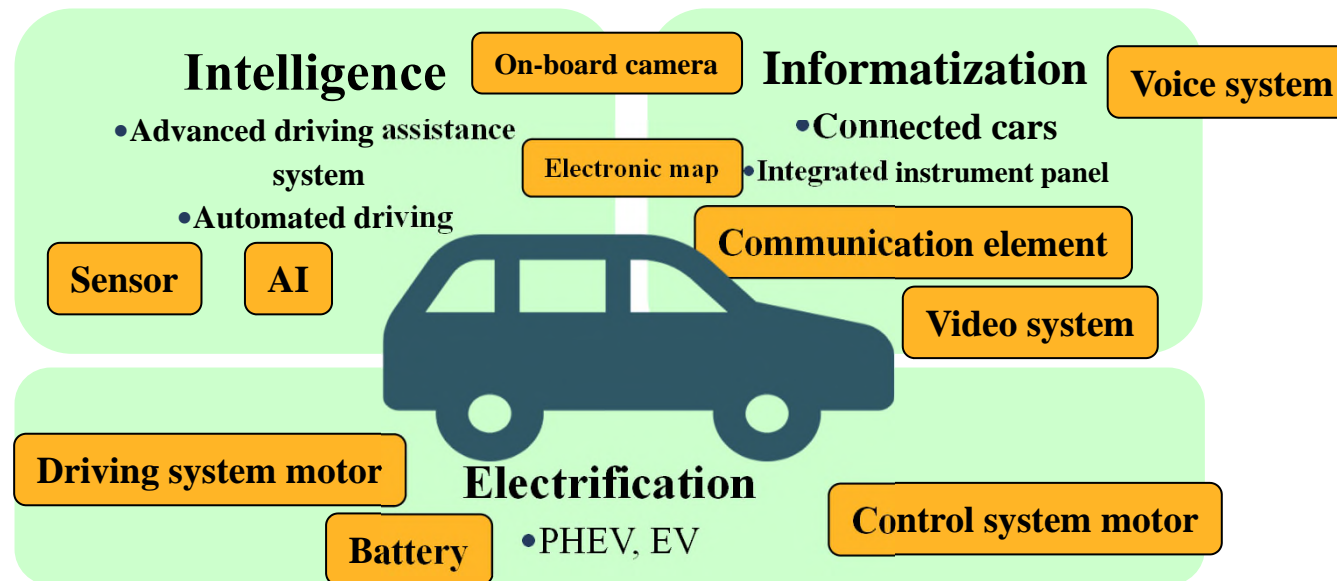 Intelligence
On-board camera
•Advanced driving assistance
system
•Automated driving
Electronic map
Sensor
AI
Informatization
Voice system
•Connected cars
•Integrated instrument panel
Communication element
Video system
Driving system motor
Electrification
Battery
•PHEV, EV
Control system motor